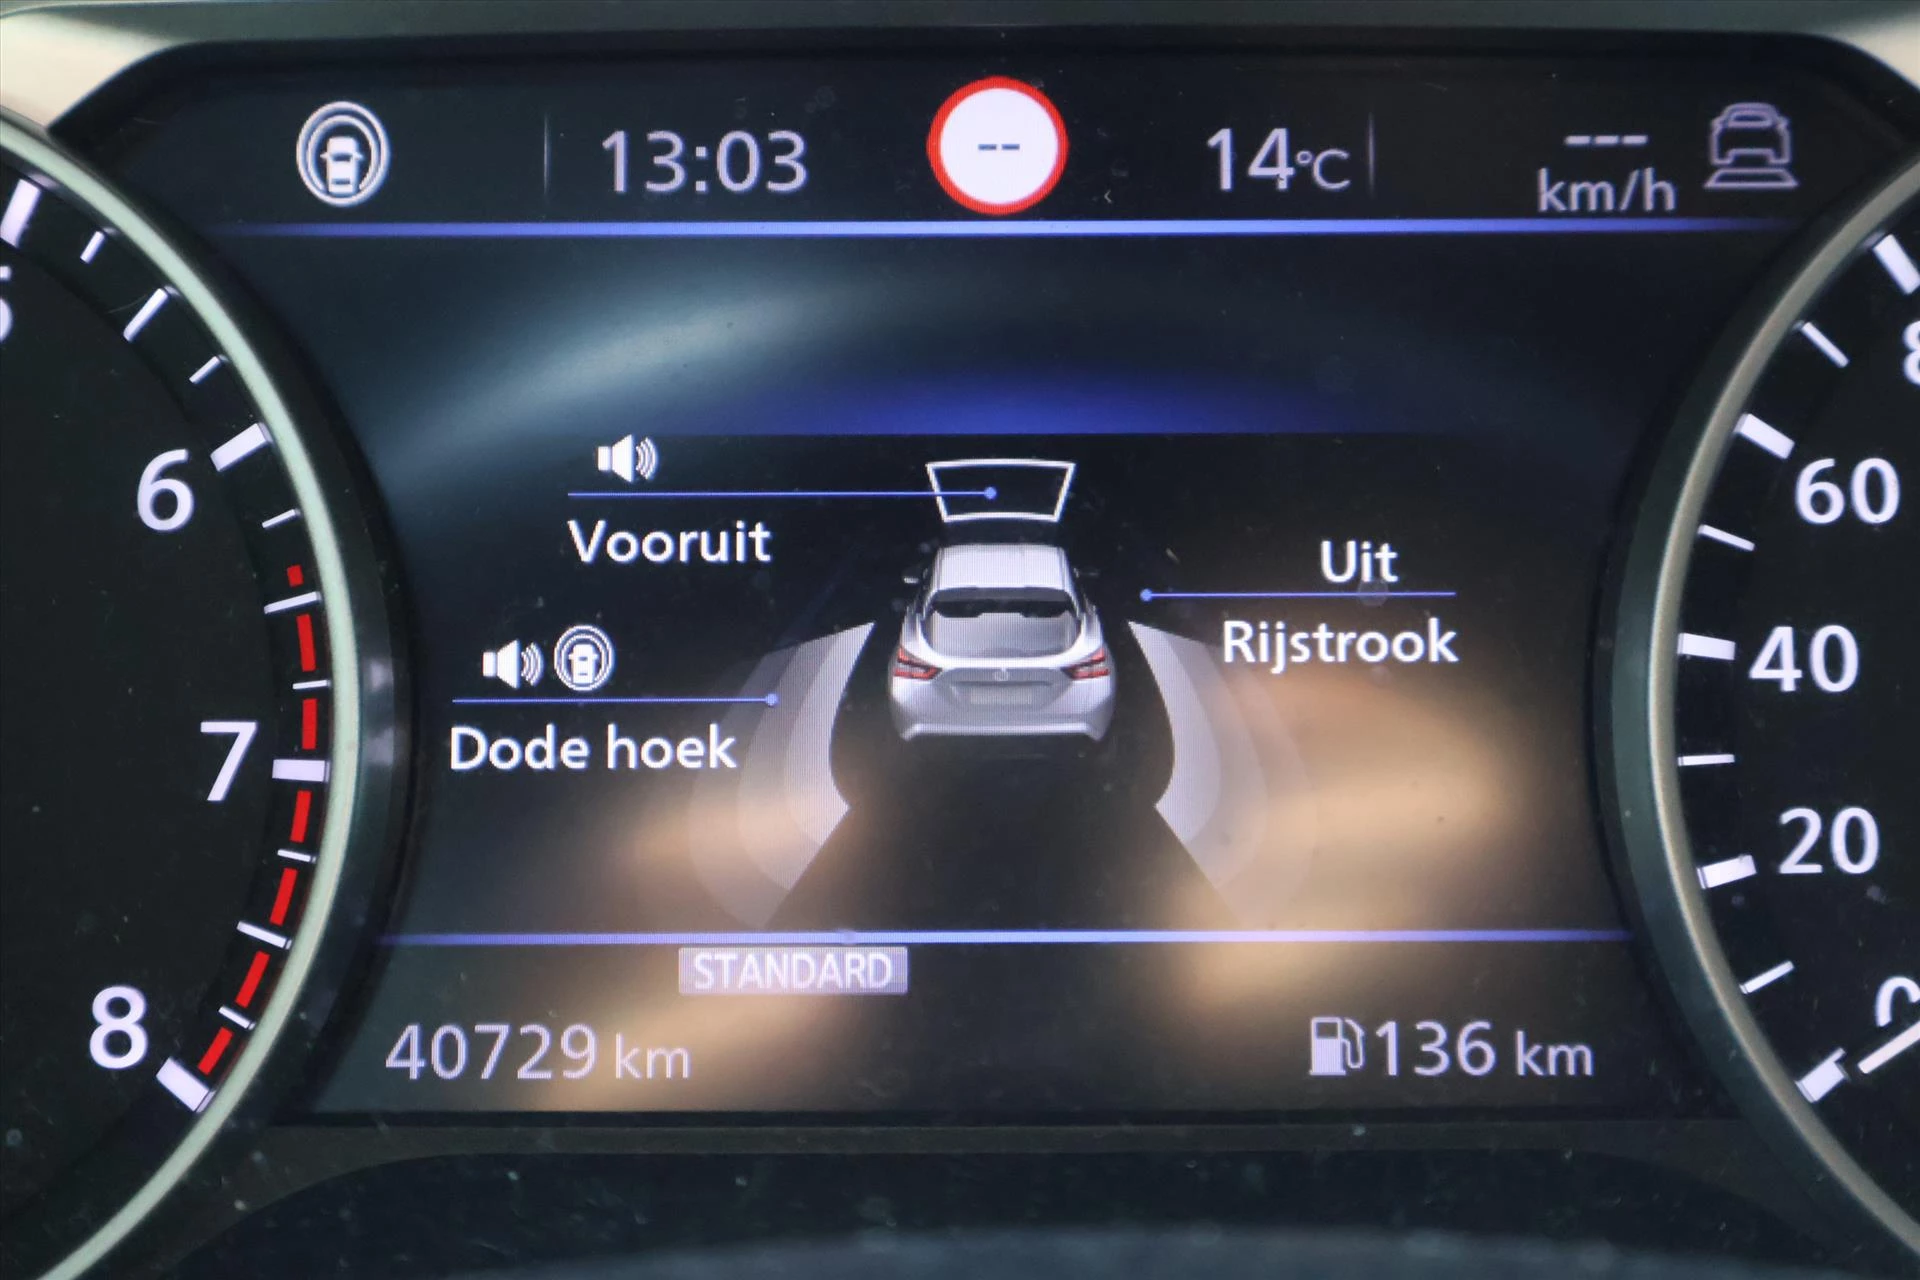 13:03
--
14°C
---
km/h
Vooruit
Uit
Rijstrook
Dode hoek
STANDARD
40729 km
136 km
6
7
8
60
40
20
0